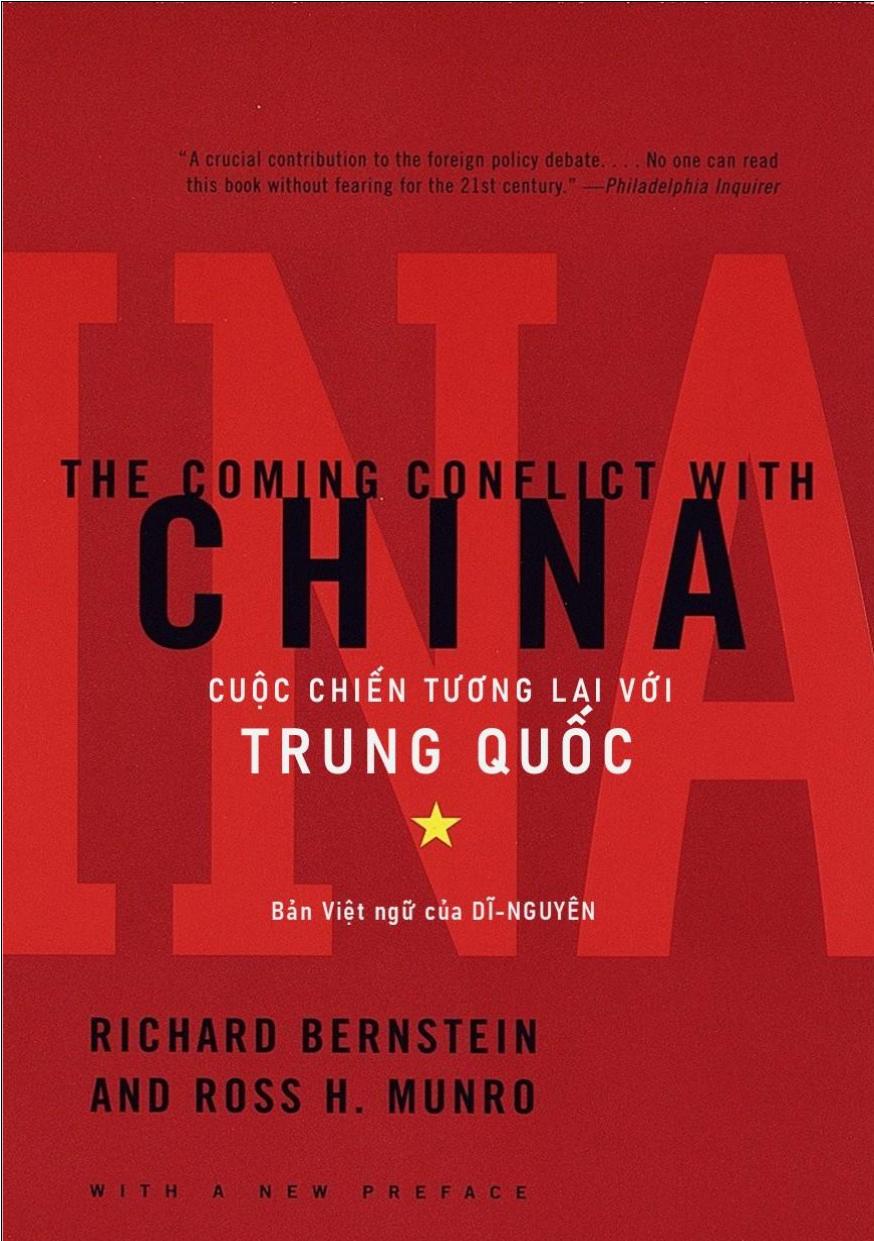 “A crucial contribution to the foreign policy debate. . . . No one can read
this book without fearing for the 21st century.” —Philadelphia Inquirer
INA
THE COMING CONFLICT WITH
CHINA
CUỘC CHIẾN TƯƠNG LAI VỚI
TRUNG QUỐC
Bản Việt ngữ của DĨ-NGUYÊN
RICHARD BERNSTEIN
AND ROSS H. MUNRO
WITH A NEW PREFACE